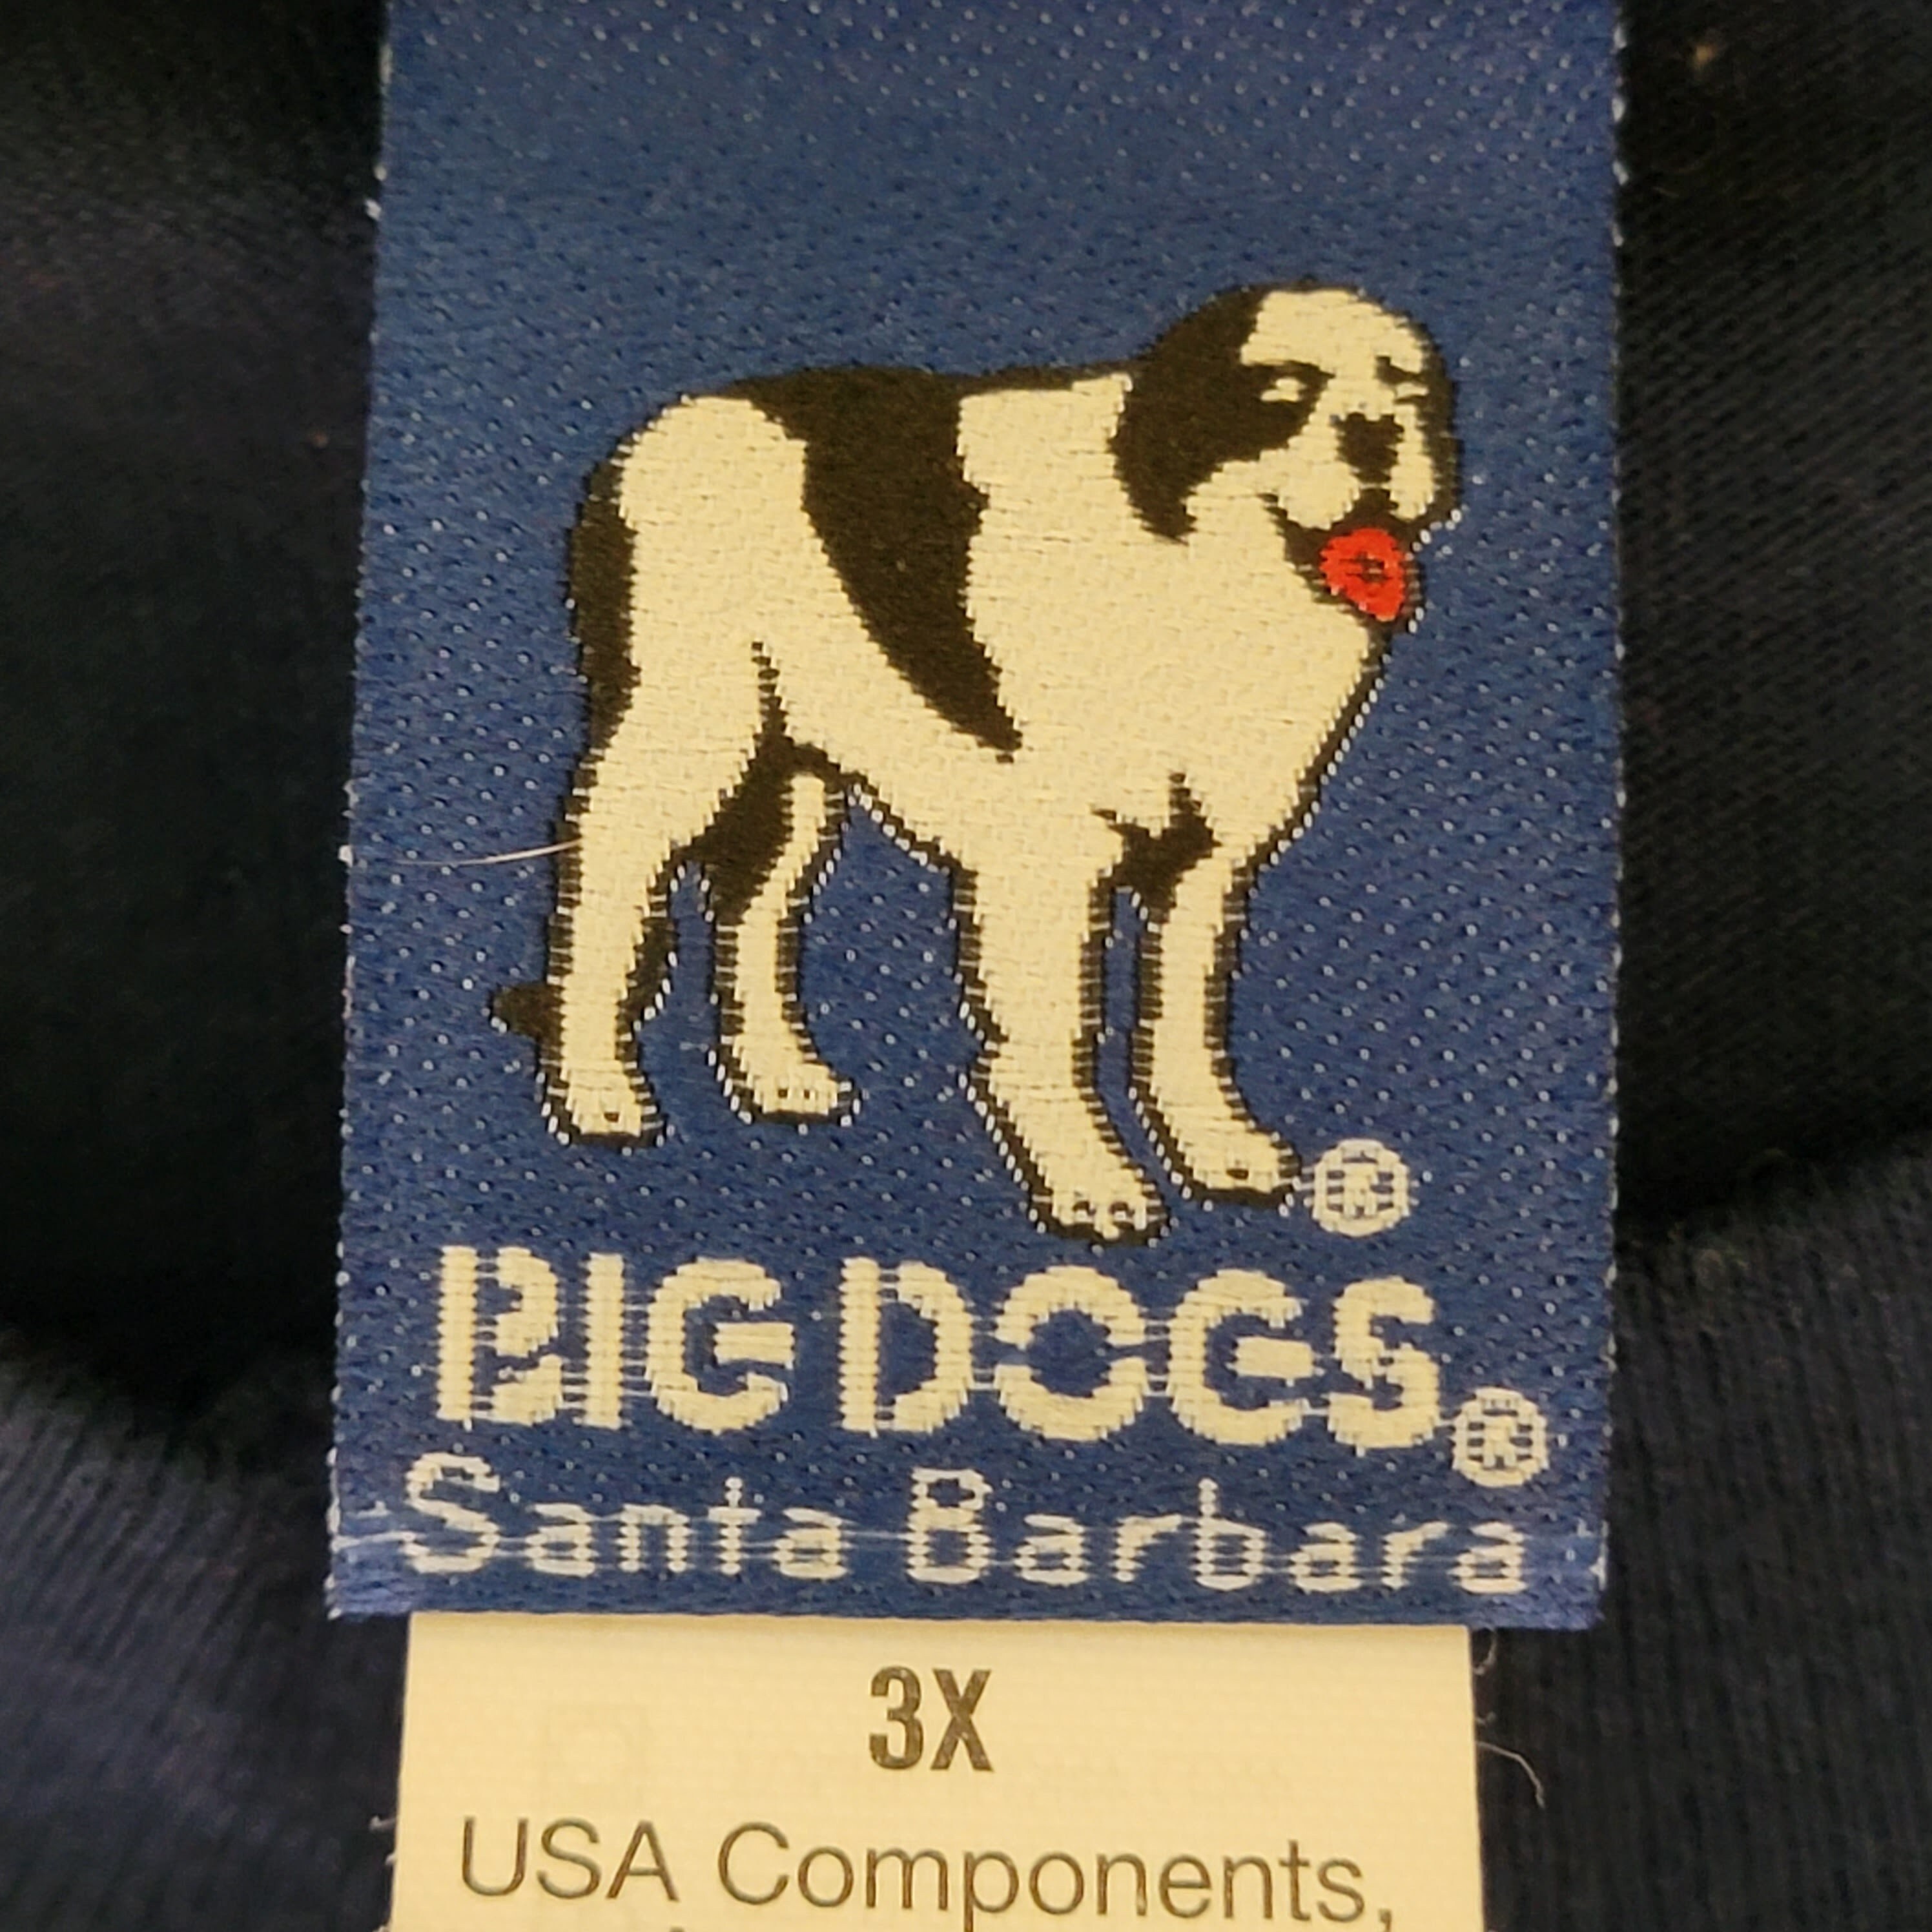 ®
BIG DOGS®
Santa Barbara
3X
USA Components,